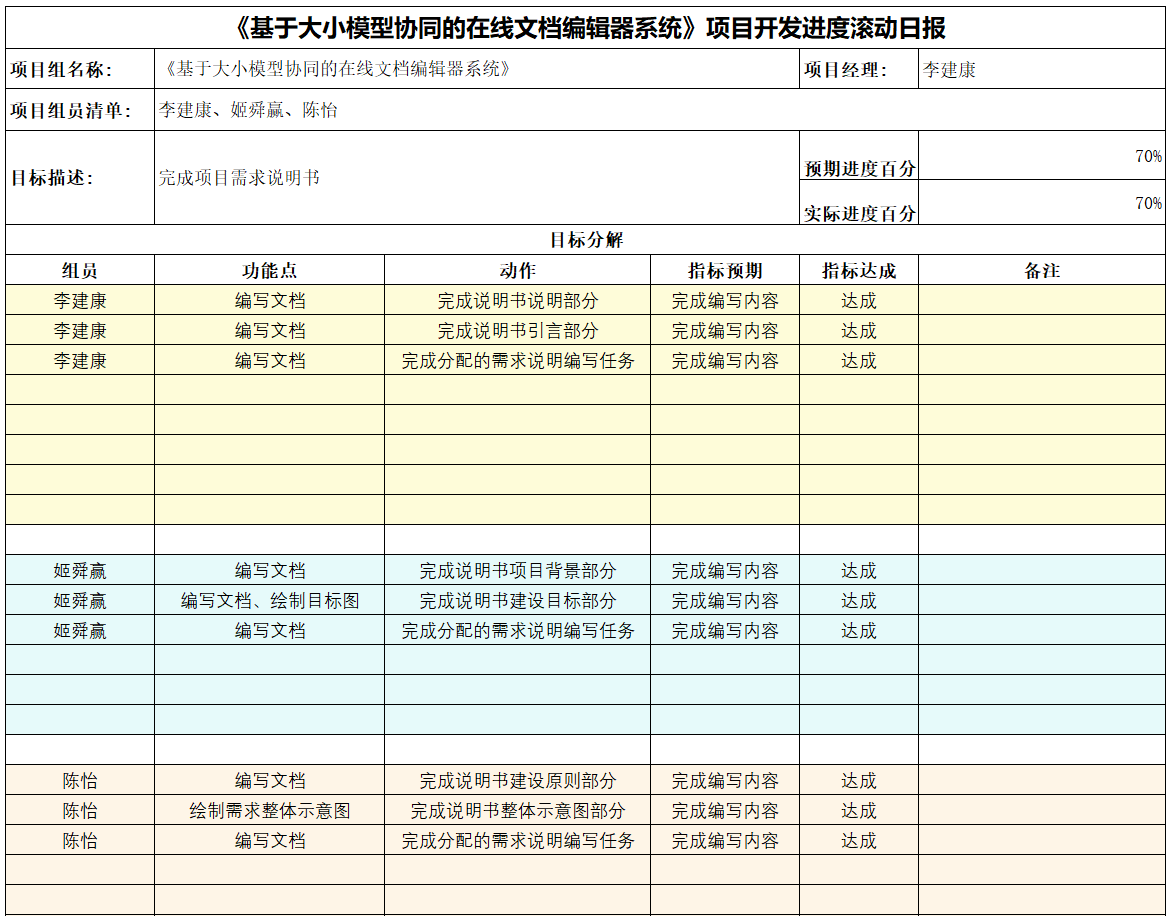 《基于大小模型协同的在线文档编辑器系统》项目开发进度滚动日报
项目组名称： 《基于大小模型协同的在线文档编辑器系统》 项目经理： 李建康
项目组员清单： 李建康、姬舜赢、陈怡
目标描述： 完成项目需求说明书 预期进度百分 70%
实际进度百分 70%
目标分解
组员 功能点 动作 指标预期 指标达成 备注
李建康 编写文档 完成说明书说明部分 完成编写内容 达成
李建康 编写文档 完成说明书引言部分 完成编写内容 达成
李建康 编写文档 完成分配的需求说明编写任务 完成编写内容 达成
姬舜赢 编写文档 完成说明书项目背景部分 完成编写内容 达成
姬舜赢 编写文档、绘制目标图 完成说明书建设目标部分 完成编写内容 达成
姬舜赢 编写文档 完成分配的需求说明编写任务 完成编写内容 达成
陈怡 编写文档 完成说明书建设原则部分 完成编写内容 达成
陈怡 绘制需求整体示意图 完成说明书整体示意图部分 完成编写内容 达成
陈怡 编写文档 完成分配的需求说明编写任务 完成编写内容 达成